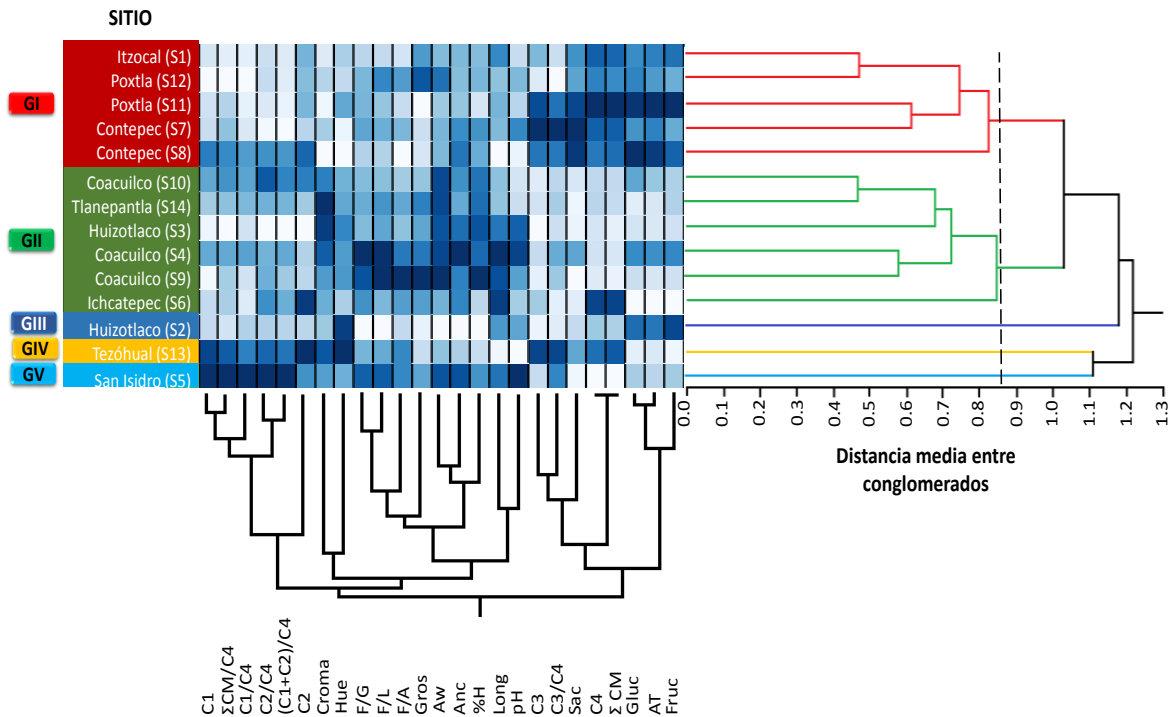 SITIO
Itzocal (S1)
Poxtla (S12)
GI
Poxtla (S11)
Contepec (S7)
Contepec (S8)
Coacuilco (S10)
Tlanepantla (S14)
Huizotlaco (S3)
GII
Coacuilco (S4)
Coacuilco (S9)
Ichcatepec (S6)
GIII
Huizotlaco (S2)
GIV
Tezóhual (S13)
GV
San Isidro (S5)
0.0 0.1 0.2 0.3 0.4 0.5 0.6 0.7 0.8 0.9 1.0 1.1 1.2 1.3
Distancia media entre
conglomerados
C1
ΣCM/C4
C1/C4
C2/C4
(C1+C2)/C4
C2
Croma
Hue
F/G
F/L
F/A
Gros
Aw
Anc
%H
Long
pH
C3
C3/C4
Sac
C4
Σ CM
Gluc
AT
Fruc